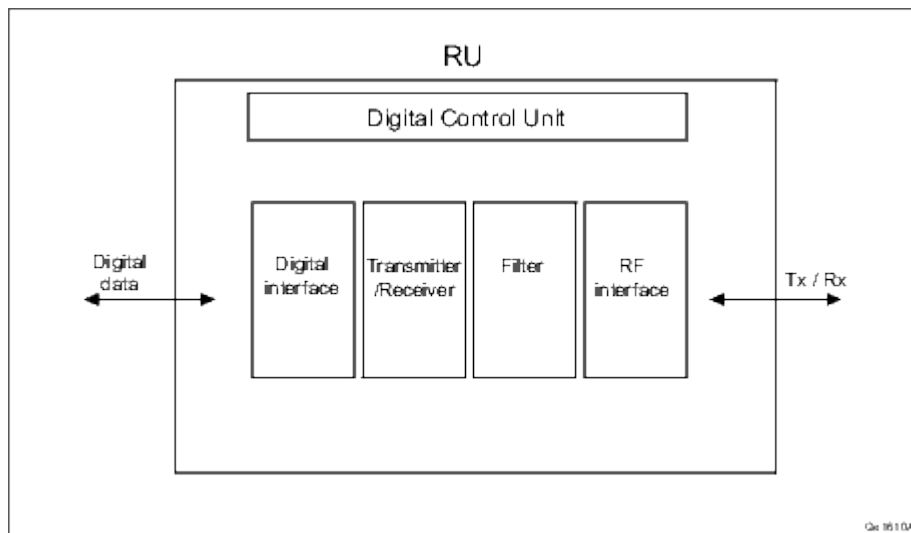 RU
Digital Control Unit
Digital
data
Digital
interface
Transmitter
/Receiver
Filter
RF
interface
Tx / Rx